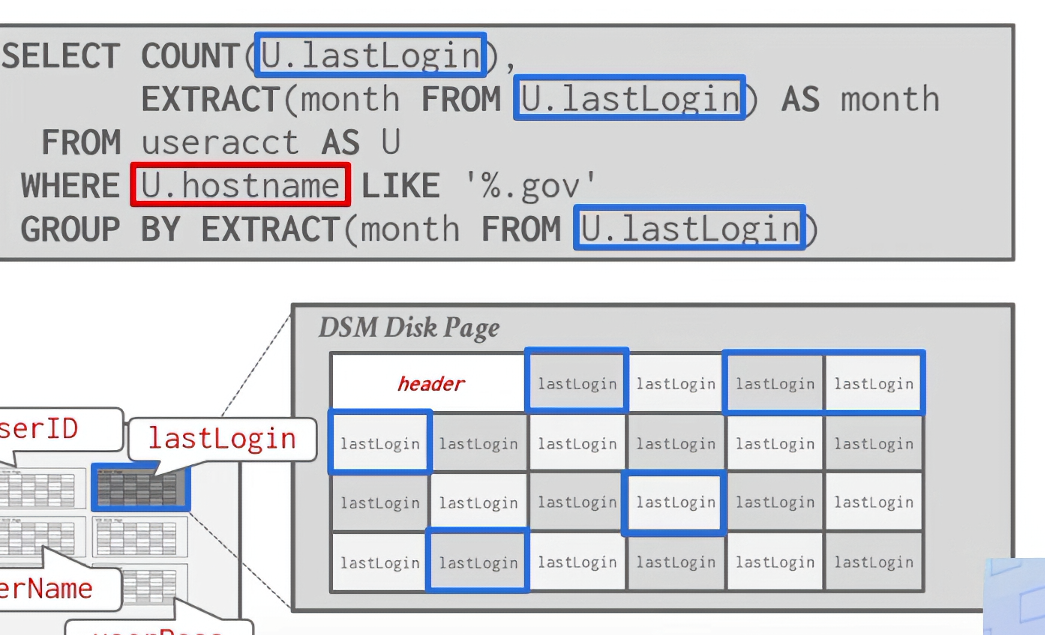 SELECT COUNT(U.lastLogin),
EXTRACT(month FROM U.lastLogin) AS month
FROM useracct AS U
WHERE U.hostname LIKE '%.gov'
GROUP BY EXTRACT(month FROM U.lastLogin)
DSM Disk Page
header lastLogin lastLogin lastLogin lastLogin
lastLogin lastLogin lastLogin lastLogin lastLogin lastLogin
lastLogin lastLogin lastLogin lastLogin lastLogin lastLogin
lastLogin lastLogin lastLogin lastLogin lastLogin lastLogin
serID
lastLogin
erName